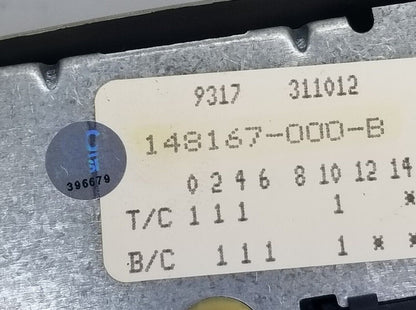 9317 311012
148167-000-B
0 2 4 6 8 10 12 14
T/C 1 1 1 1 *
B/C 1 1 1 1 * *
396679